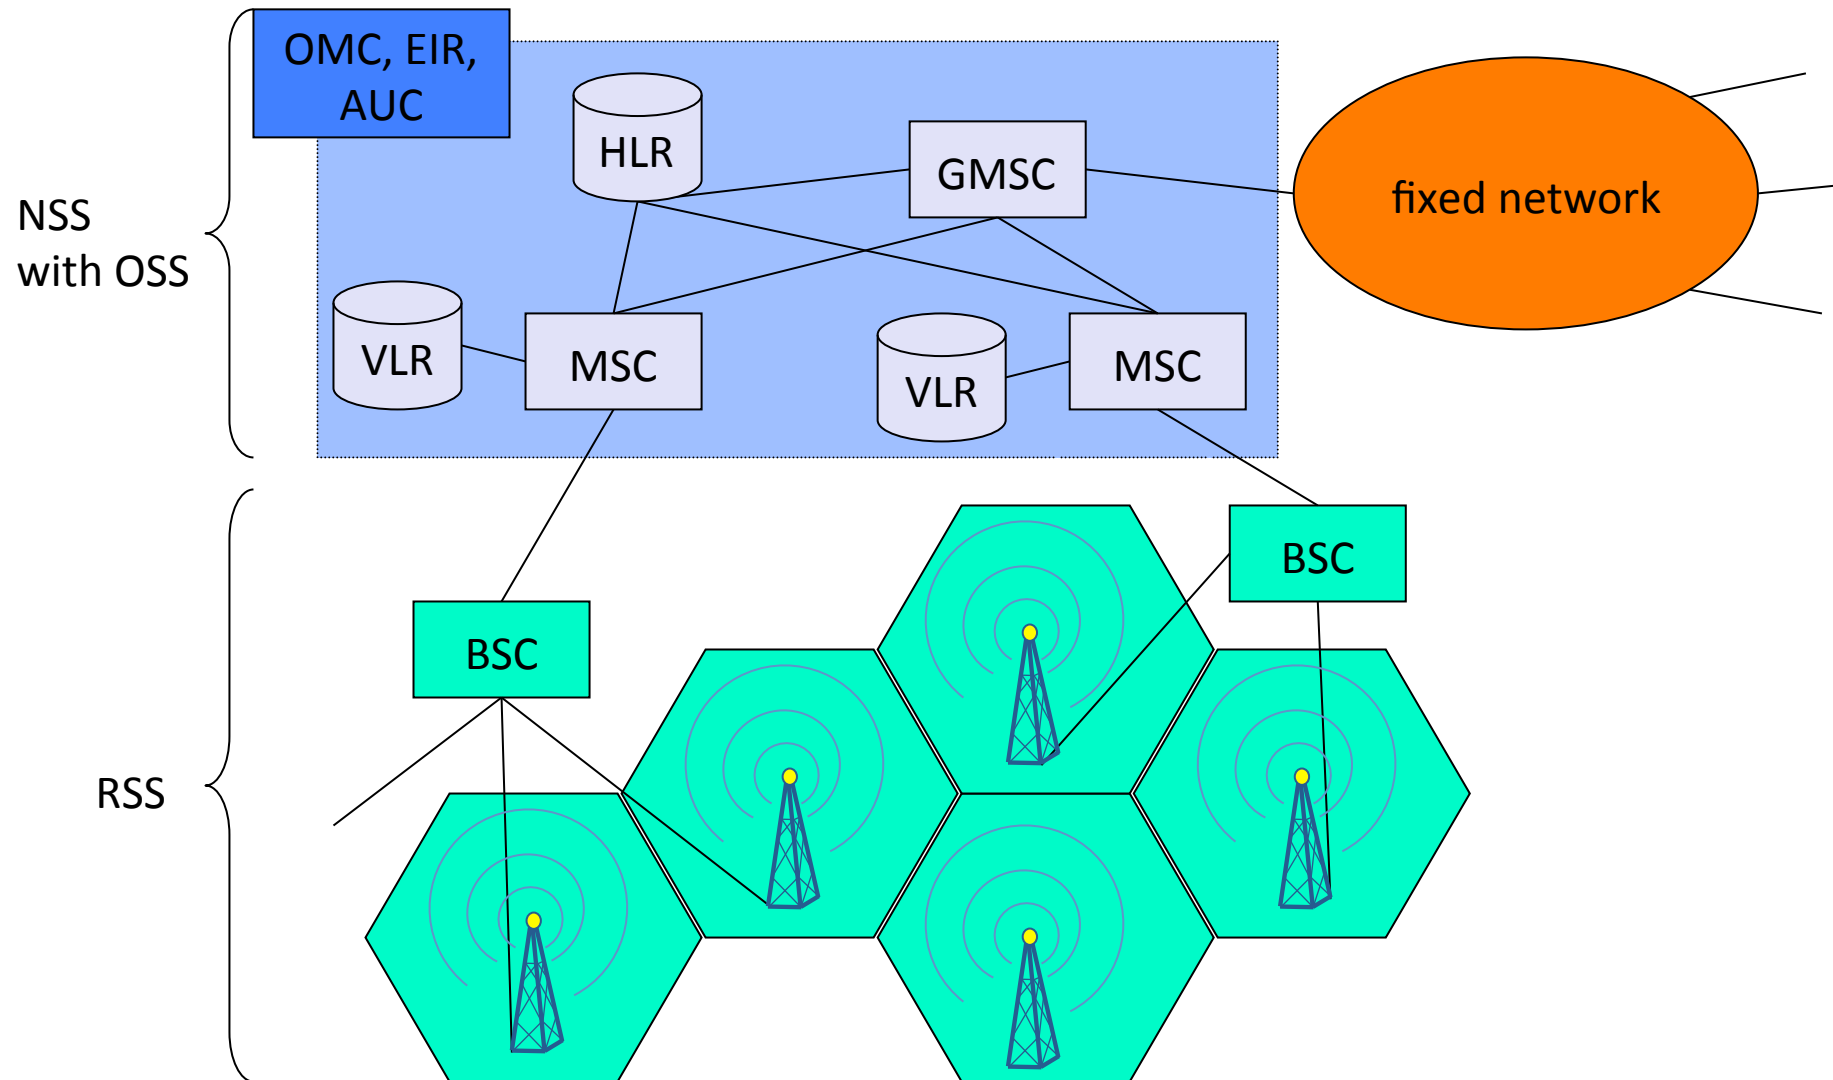 OMC, EIR,
AUC
HLR
GMSC
fixed network
NSS
with OSS
VLR
MSC
VLR
MSC
BSC
BSC
RSS